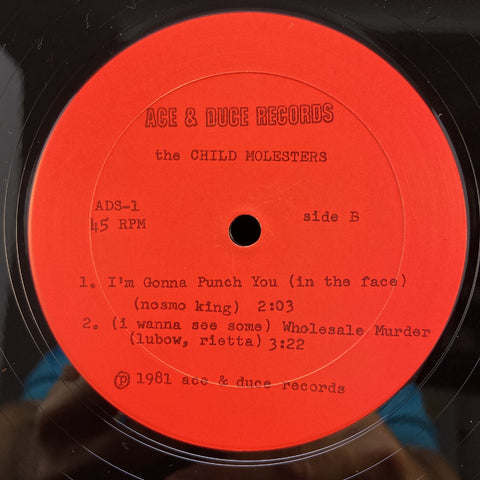 ACE & DUCE RECORDS
the CHILD MOLESTERS
ADS-1
45 RPM
side B
1. I'm Gonna Punch You (in the face)
(nosmo king) 2:03
2. (i wanna see some) Wholesale Murder
(lubow, rietta) 3:22
℗ 1981 ace & duce records